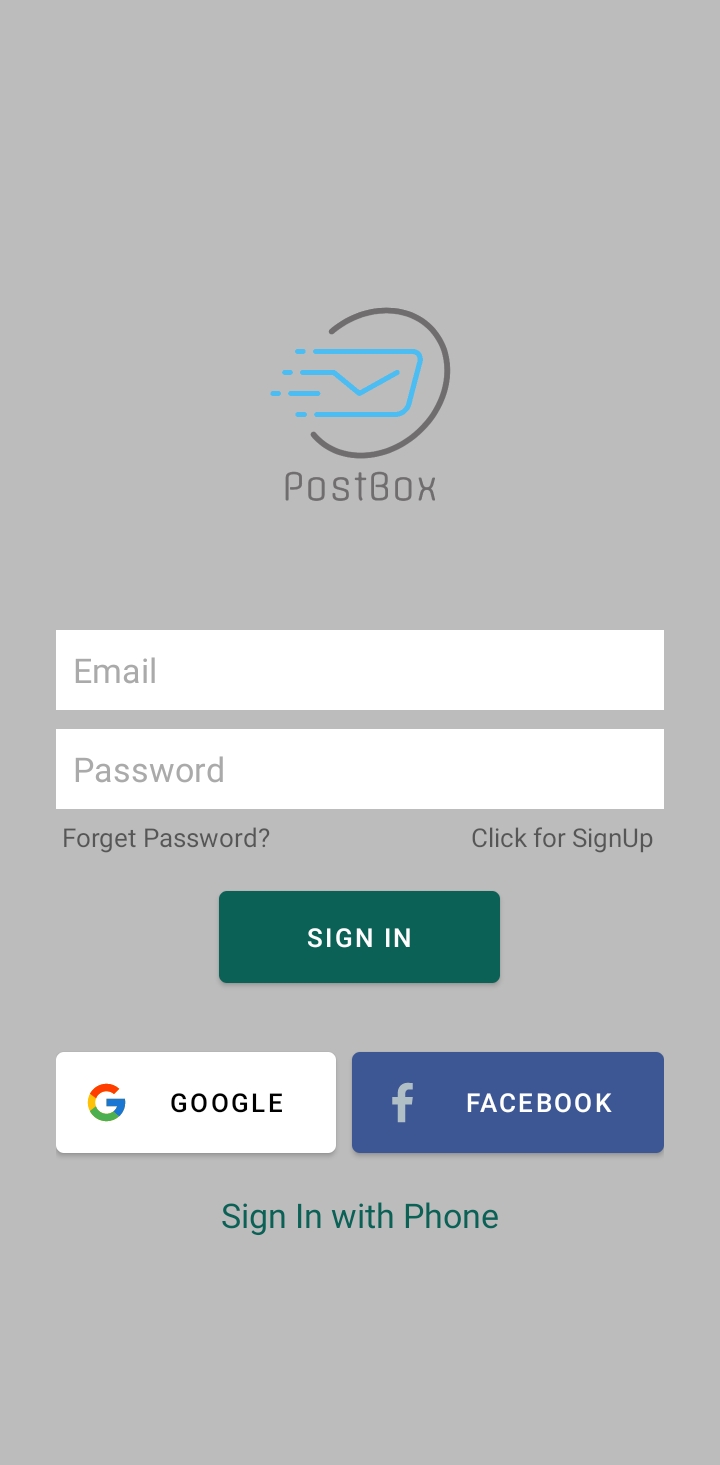 PostBox
Email
Password
Forget Password?
Click for SignUp
SIGN IN
GOOGLE
FACEBOOK
Sign In with Phone